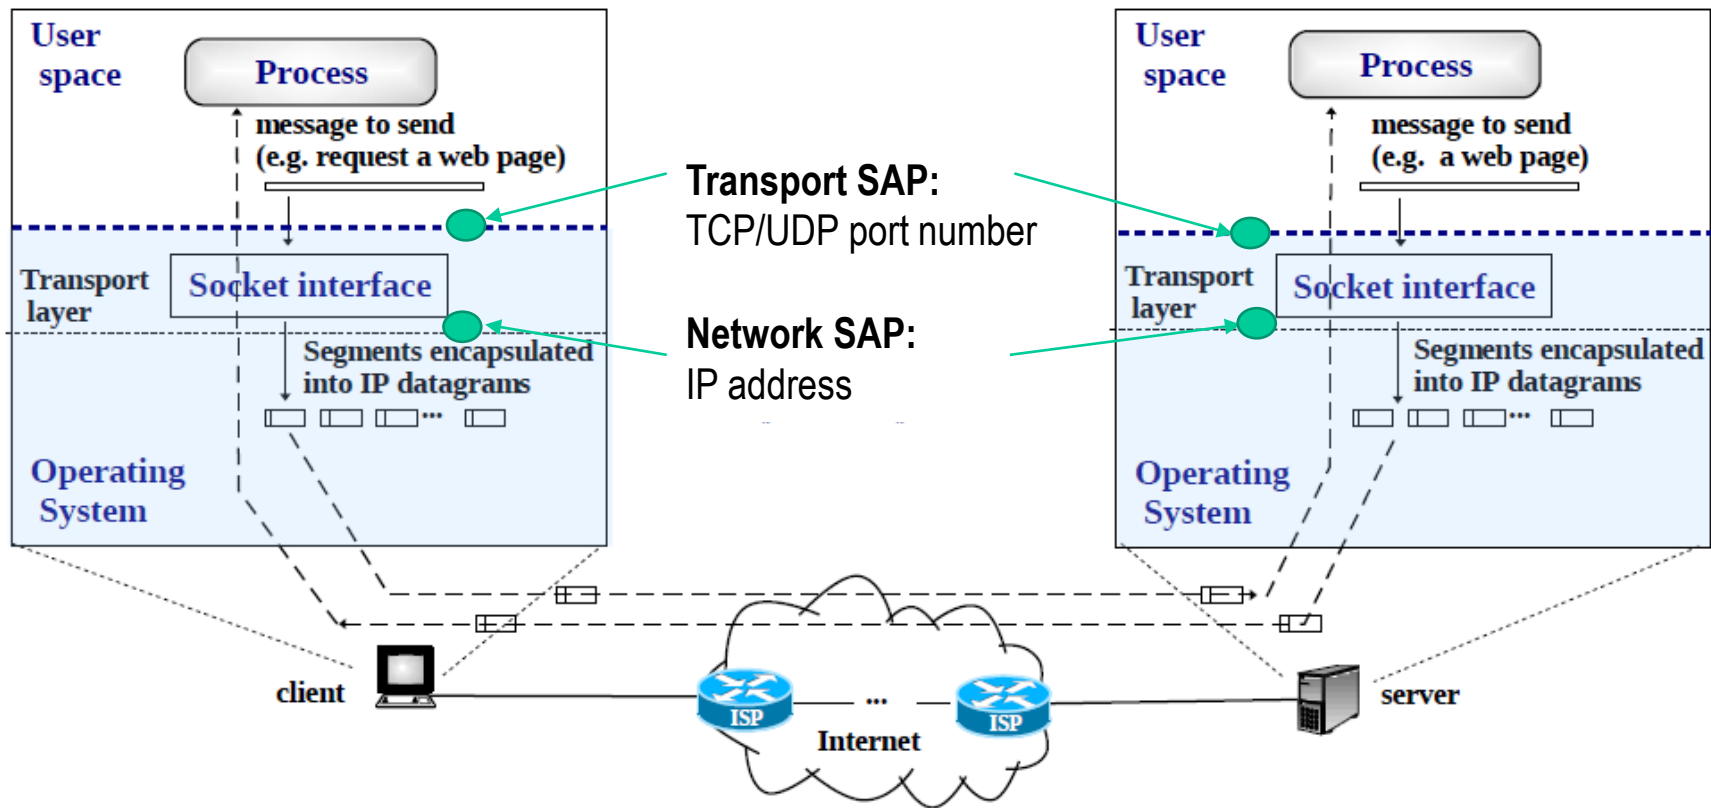 User
space
Process
message to send
(e.g. request a web page)
Transport
layer
Socket interface
Segments encapsulated
into IP datagrams
...
Operating
System
Transport SAP:
TCP/UDP port number
Network SAP:
IP address
User
space
Process
message to send
(e.g. a web page)
Transport
layer
Socket interface
Segments encapsulated
into IP datagrams
...
Operating
System
client
ISP
...
ISP
Internet
server